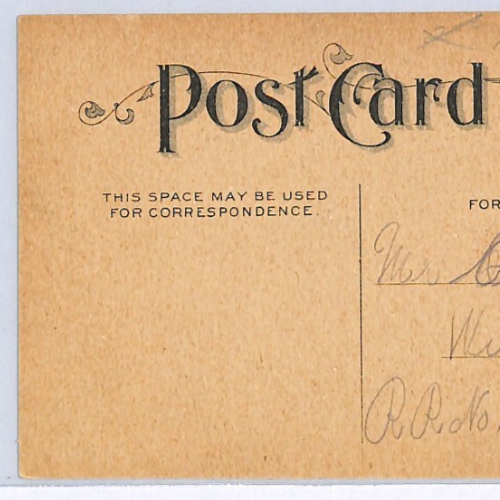 Post Card
THIS SPACE MAY BE USED
FOR CORRESPONDENCE.
FOR
Mr
R.R. No.